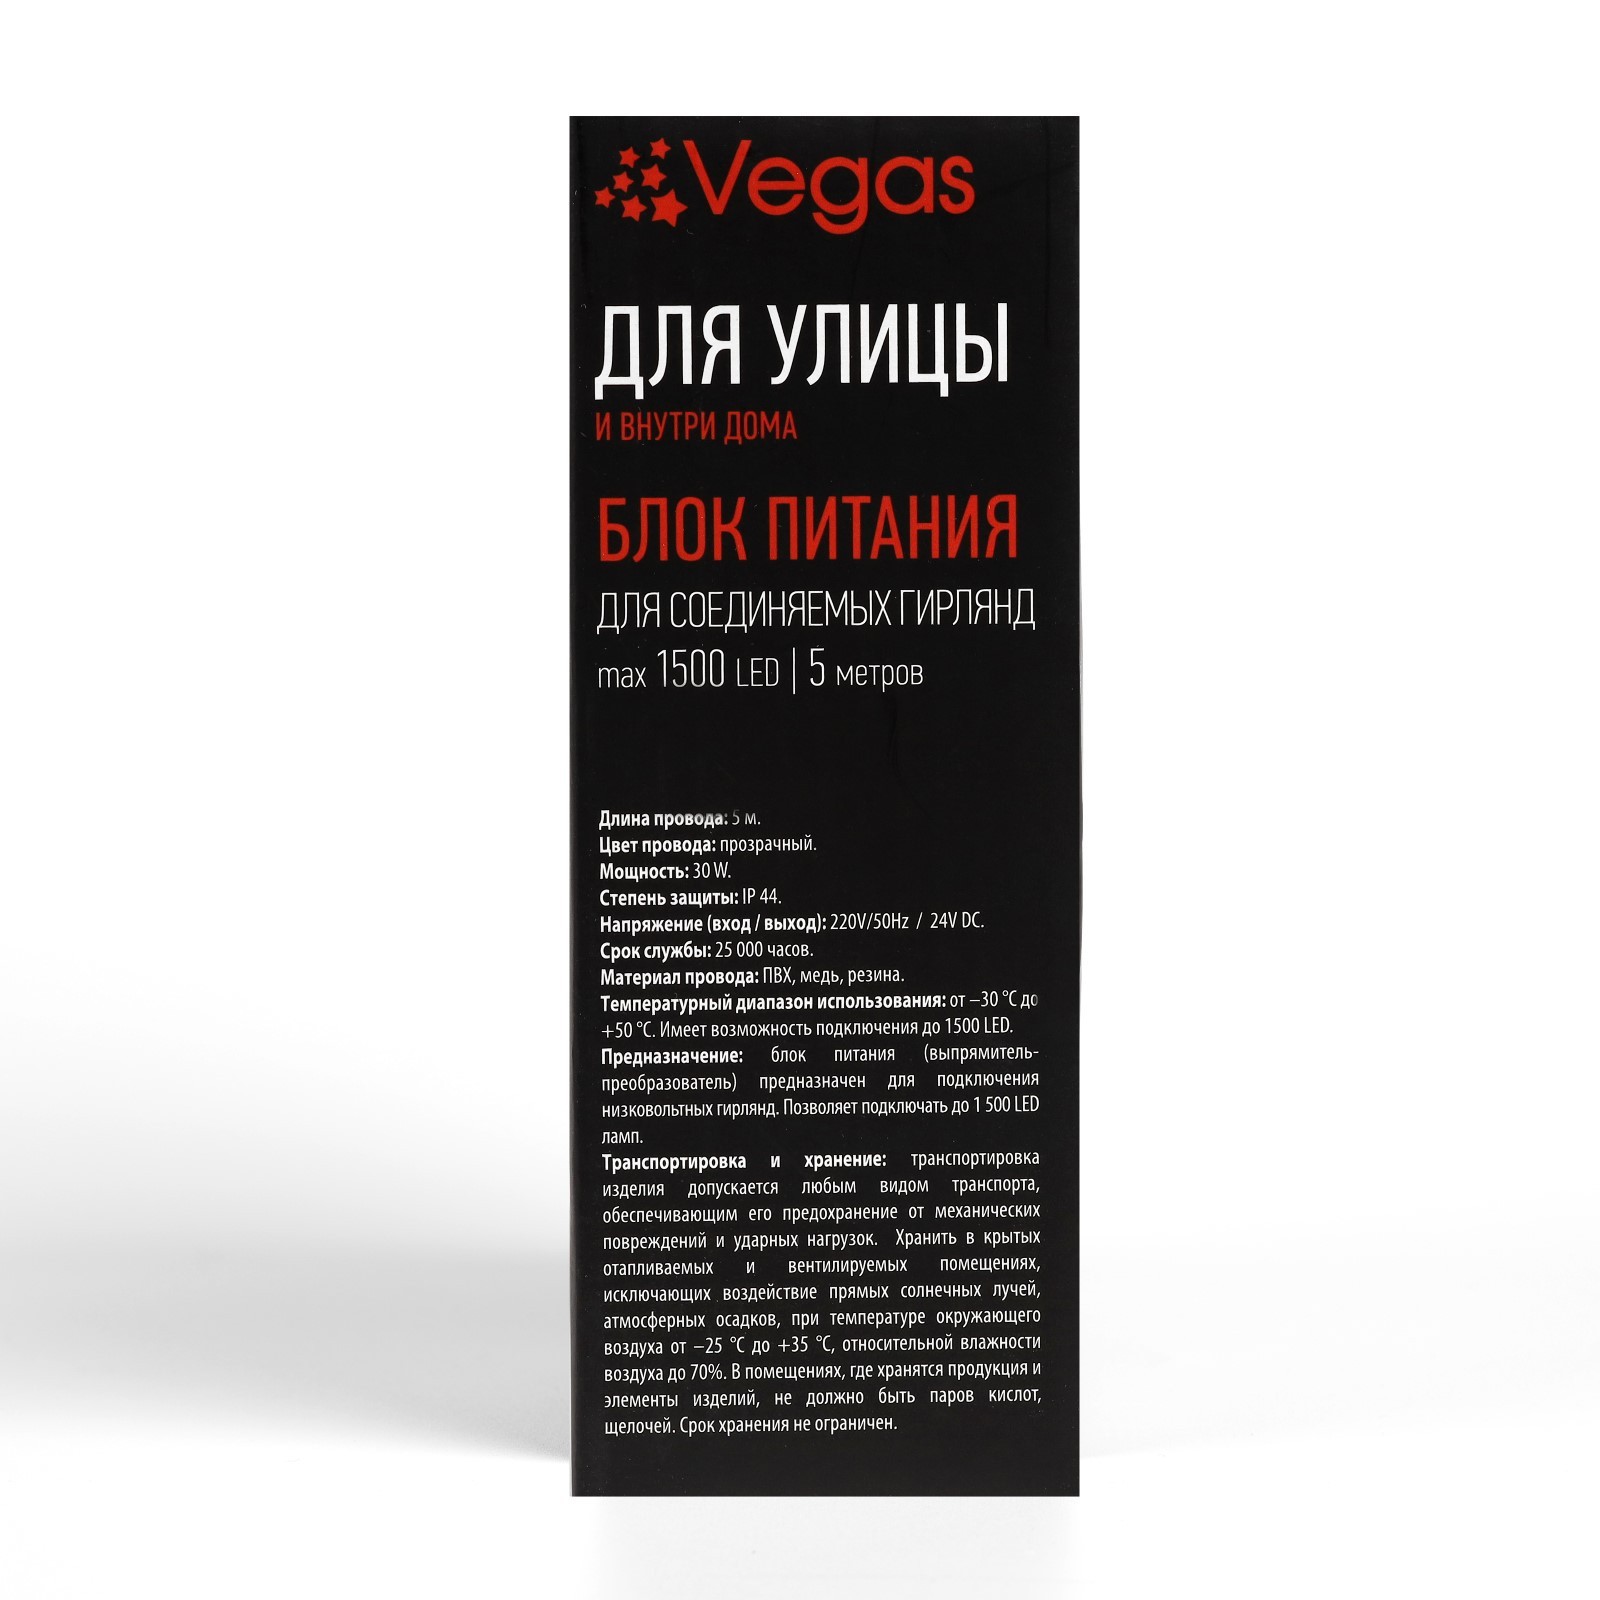 Vegas
ДЛЯ УЛИЦЫ
И ВНУТРИ ДОМА
БЛОК ПИТАНИЯ
ДЛЯ СОЕДИНЯЕМЫХ ГИРЛЯНД
max 1500 LED | 5 метров
Длина провода: 5 м.
Цвет провода: прозрачный.
Мощность: 30 W.
Степень защиты: IP 44.
Напряжение (вход / выход): 220V/50Hz / 24V DC.
Срок службы: 25 000 часов.
Материал провода: ПВХ, медь, резина.
Температурный диапазон использования: от –30 °C до
+50 °C. Имеет возможность подключения до 1500 LED.
Предназначение: блок питания (выпрямитель-
преобразователь) предназначен для подключения
низковольтных гирлянд. Позволяет подключать до 1 500 LED
ламп.
Транспортировка и хранение: транспортировка
изделия допускается любым видом транспорта,
обеспечивающим его предохранение от механических
повреждений и ударных нагрузок. Хранить в крытых
отапливаемых и вентилируемых помещениях,
исключающих воздействие прямых солнечных лучей,
атмосферных осадков, при температуре окружающего
воздуха от –25 °C до +35 °C, относительной влажности
воздуха до 70%. В помещениях, где хранятся продукция и
элементы изделий, не должно быть паров кислот,
щелочей. Срок хранения не ограничен.